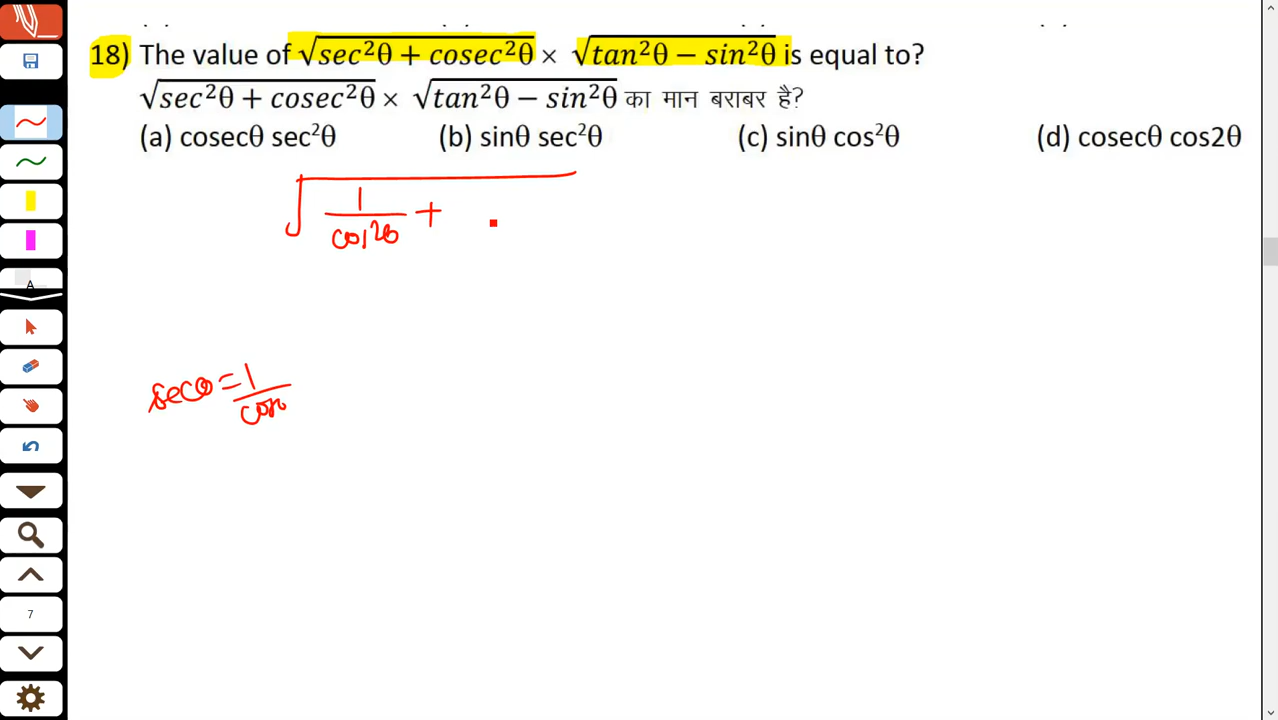 18) The value of √sec²θ + cosec²θ × √tan²θ − sin²θ is equal to?
√sec²θ + cosec²θ × √tan²θ − sin²θ का मान बराबर है?
(a) cosecθ sec²θ (b) sinθ sec²θ (c) sinθ cos²θ (d) cosecθ cos2θ
√ 1/cos²θ +
secθ = 1/cosθ
A
7